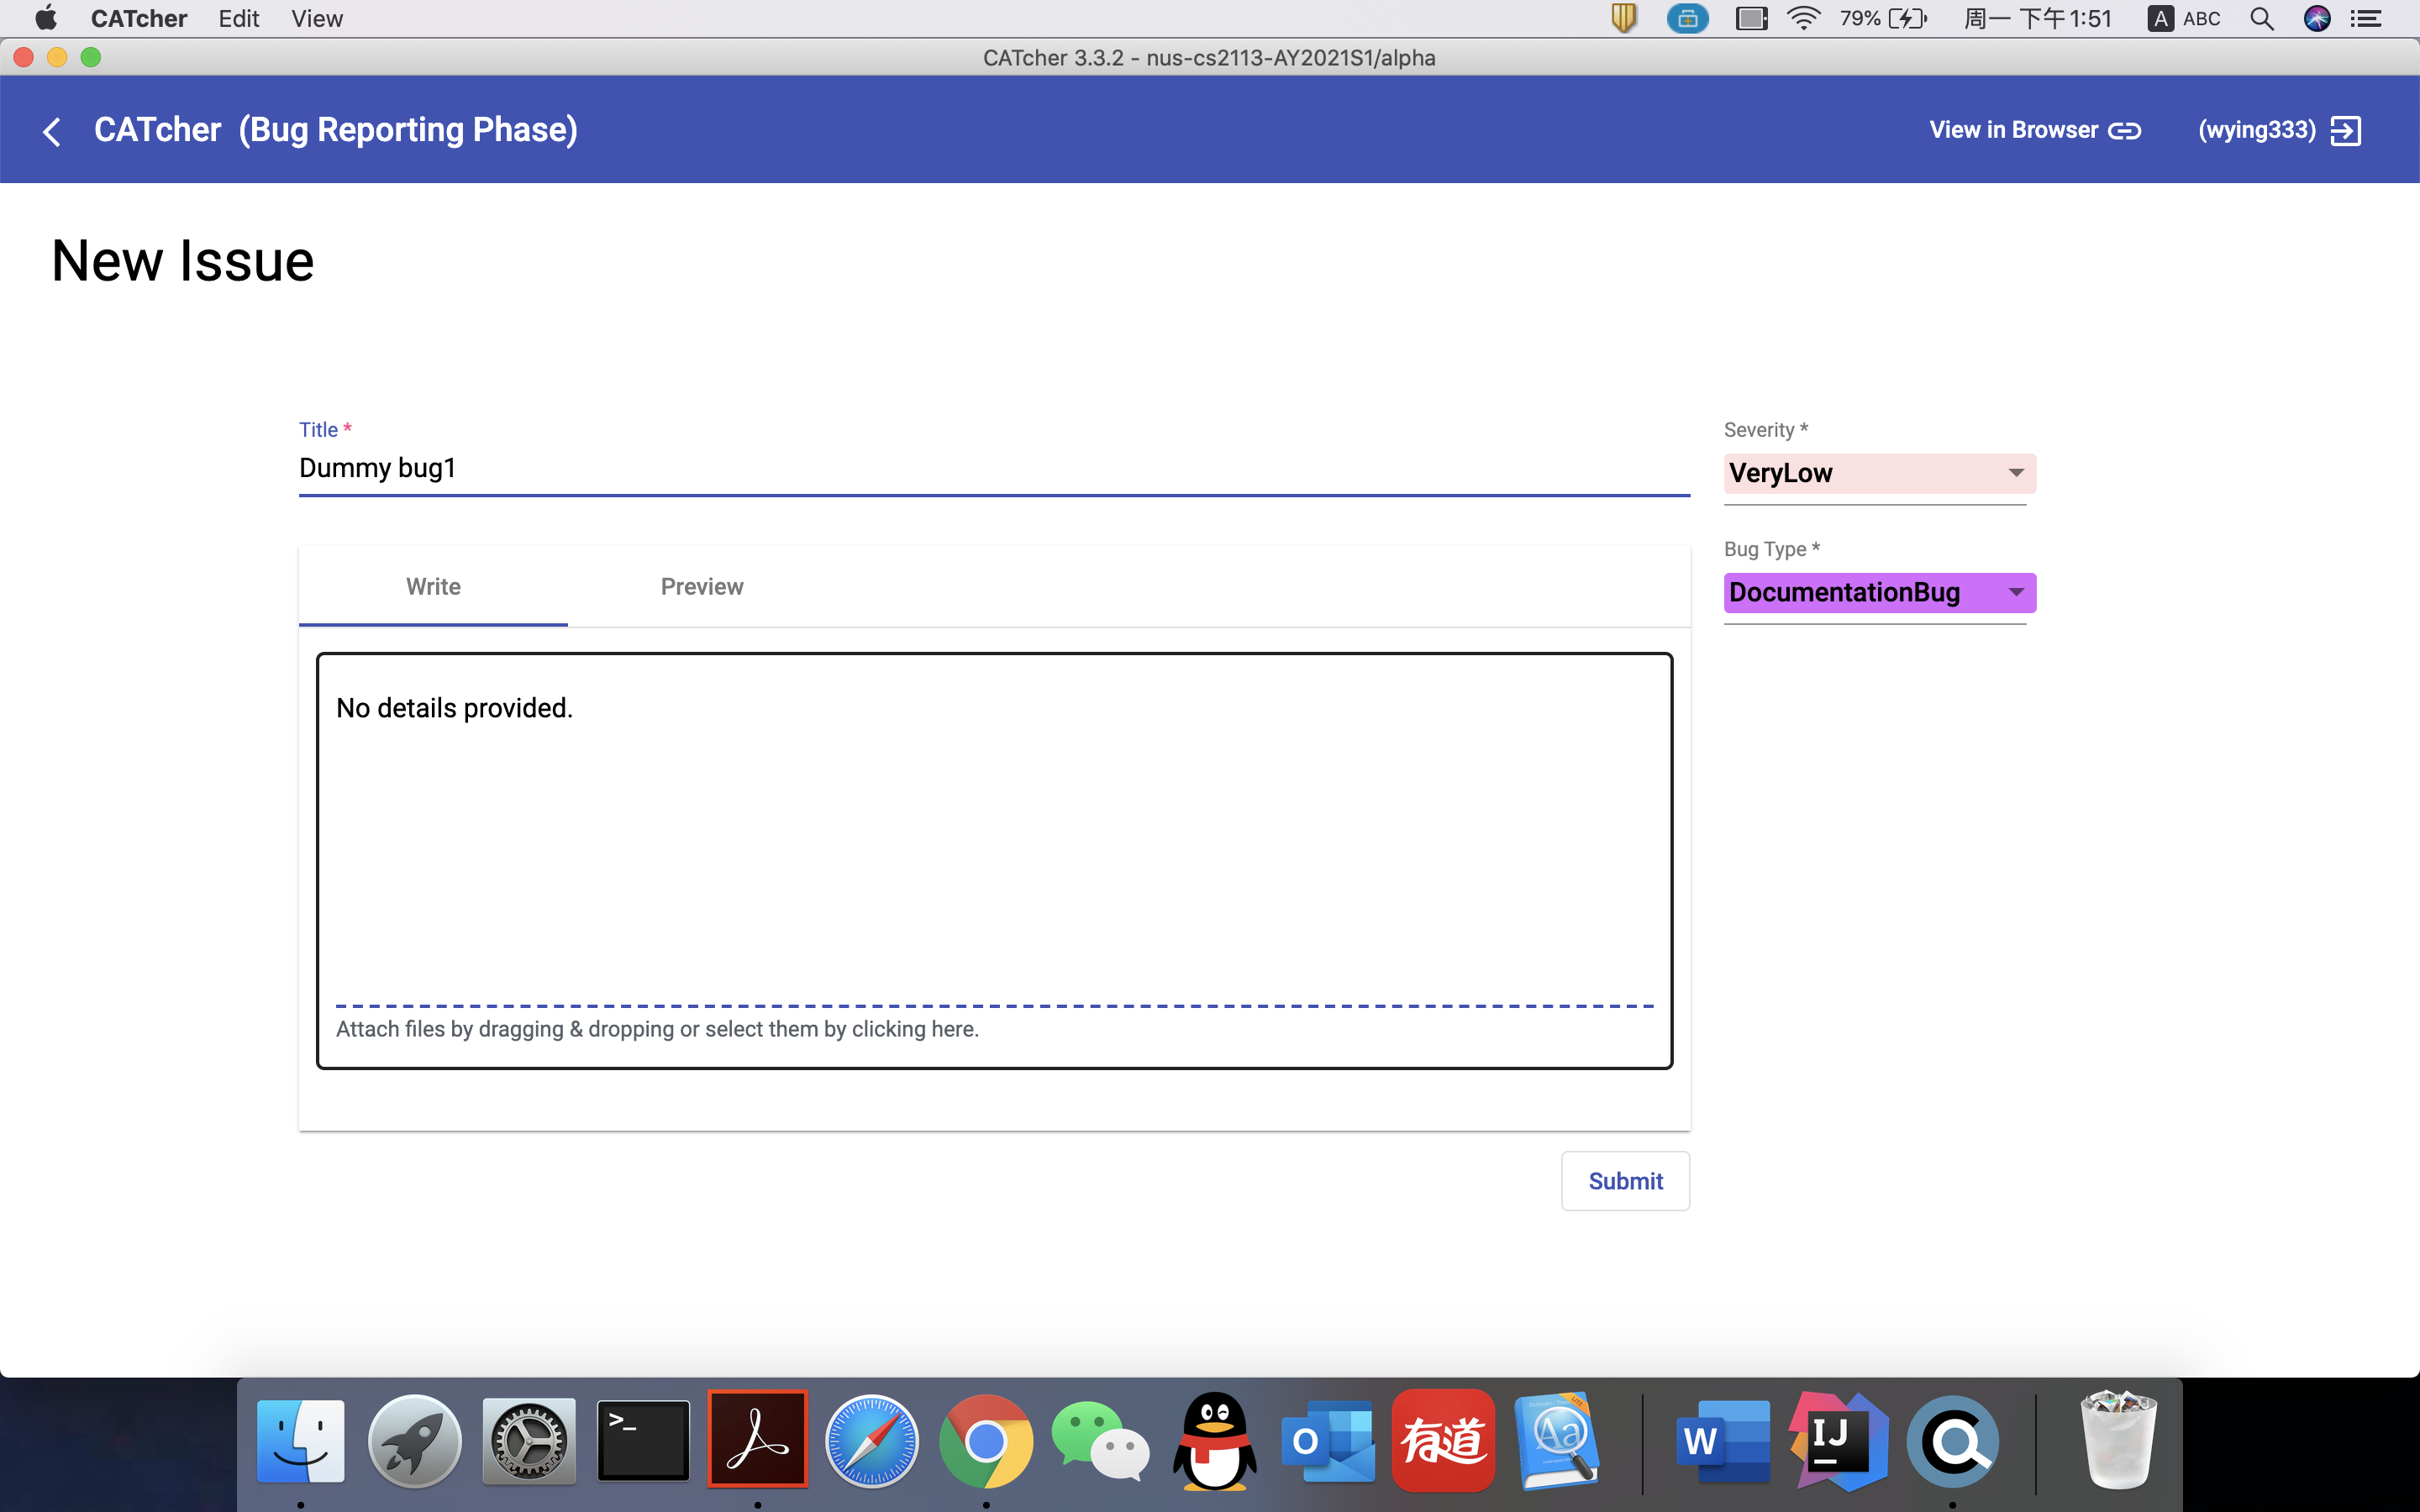 CATcher Edit View 79% 周一 下午1:51 A ABC
CATcher 3.3.2 - nus-cs2113-AY2021S1/alpha
CATcher (Bug Reporting Phase) View in Browser (wying333)
New Issue
Title *
Dummy bug1
Severity *
VeryLow
Bug Type *
DocumentationBug
Write Preview
No details provided.
Attach files by dragging & dropping or select them by clicking here.
Submit
>_ O 有道 Aa W IJ